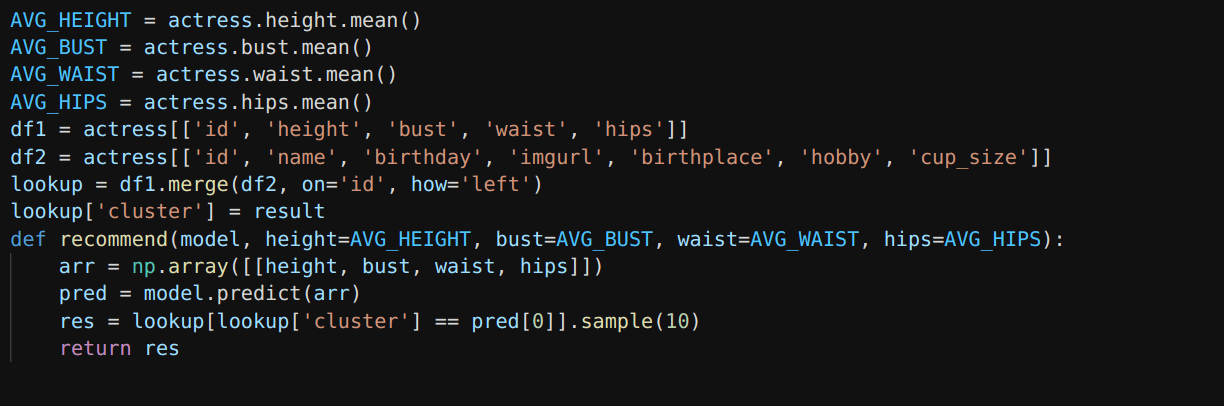 AVG_HEIGHT = actress.height.mean()
AVG_BUST = actress.bust.mean()
AVG_WAIST = actress.waist.mean()
AVG_HIPS = actress.hips.mean()
df1 = actress[['id', 'height', 'bust', 'waist', 'hips']]
df2 = actress[['id', 'name', 'birthday', 'imgurl', 'birthplace', 'hobby', 'cup_size']]
lookup = df1.merge(df2, on='id', how='left')
lookup['cluster'] = result
def recommend(model, height=AVG_HEIGHT, bust=AVG_BUST, waist=AVG_WAIST, hips=AVG_HIPS):
    arr = np.array([[height, bust, waist, hips]])
    pred = model.predict(arr)
    res = lookup[lookup['cluster'] == pred[0]].sample(10)
    return res